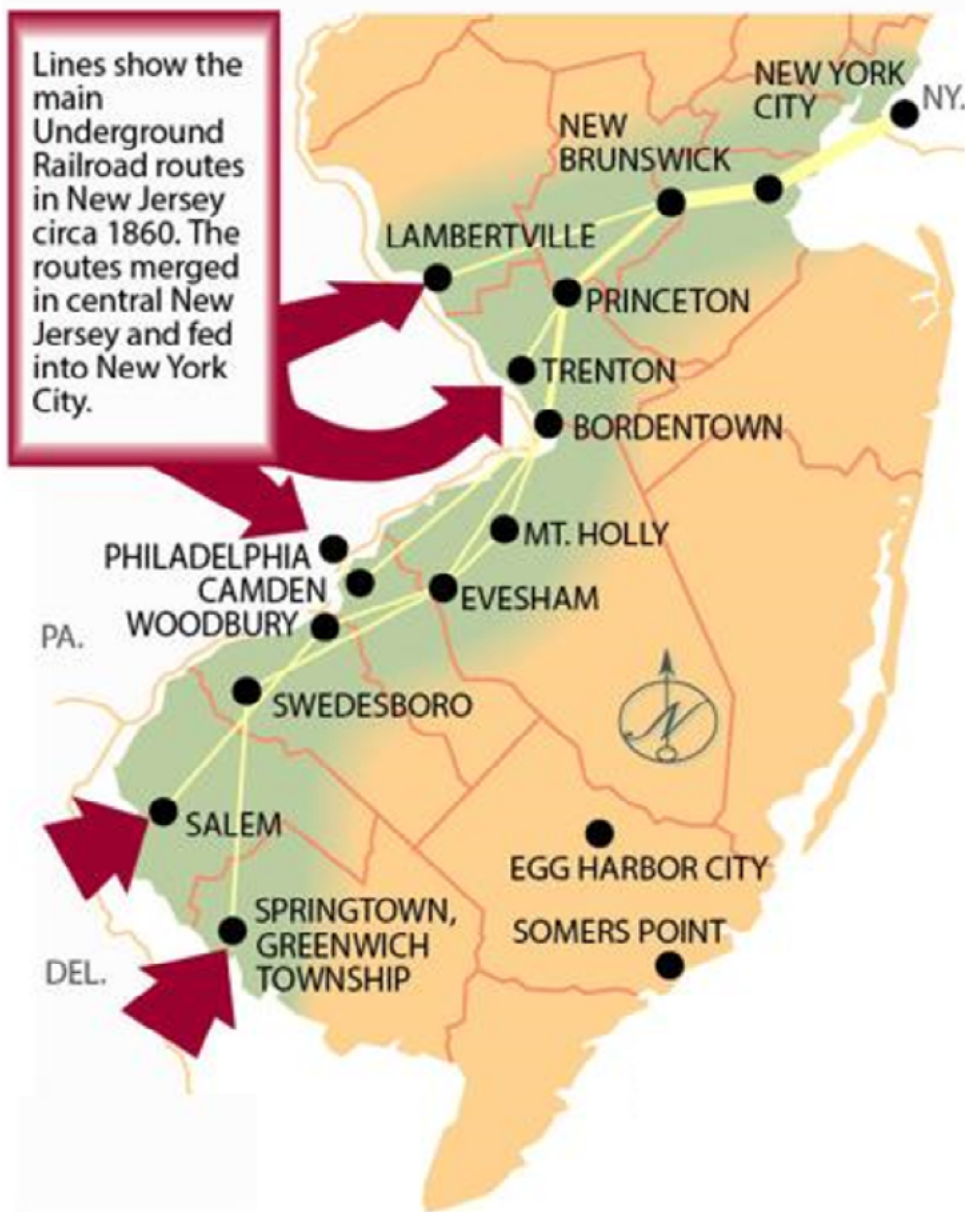 Lines show the
main
Underground
Railroad routes
in New Jersey
circa 1860. The
routes merged
in central New
Jersey and fed
into New York
City.
NEW YORK
CITY
NY.
NEW
BRUNSWICK
LAMBERTVILLE
PRINCETON
TRENTON
BORDENTOWN
MT. HOLLY
PHILADELPHIA
CAMDEN
EVESHAM
WOODBURY
PA.
SWEDESBORO
N
SALEM
EGG HARBOR CITY
SPRINGTOWN,
GREENWICH
TOWNSHIP
SOMERS POINT
DEL.